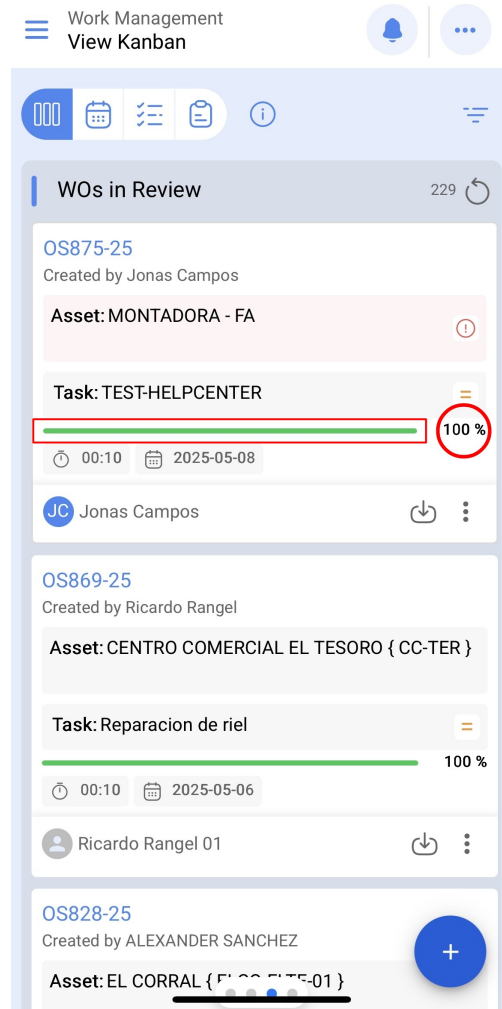 Work Management
View Kanban
WOs in Review
229
OS875-25
Created by Jonas Campos
Asset: MONTADORA - FA
Task: TEST-HELPCENTER
100 %
00:10
2025-05-08
JC Jonas Campos
OS869-25
Created by Ricardo Rangel
Asset: CENTRO COMERCIAL EL TESORO { CC-TER }
Task: Reparacion de riel
100 %
00:10
2025-05-06
Ricardo Rangel 01
OS828-25
Created by ALEXANDER SANCHEZ
Asset: EL CORRAL {